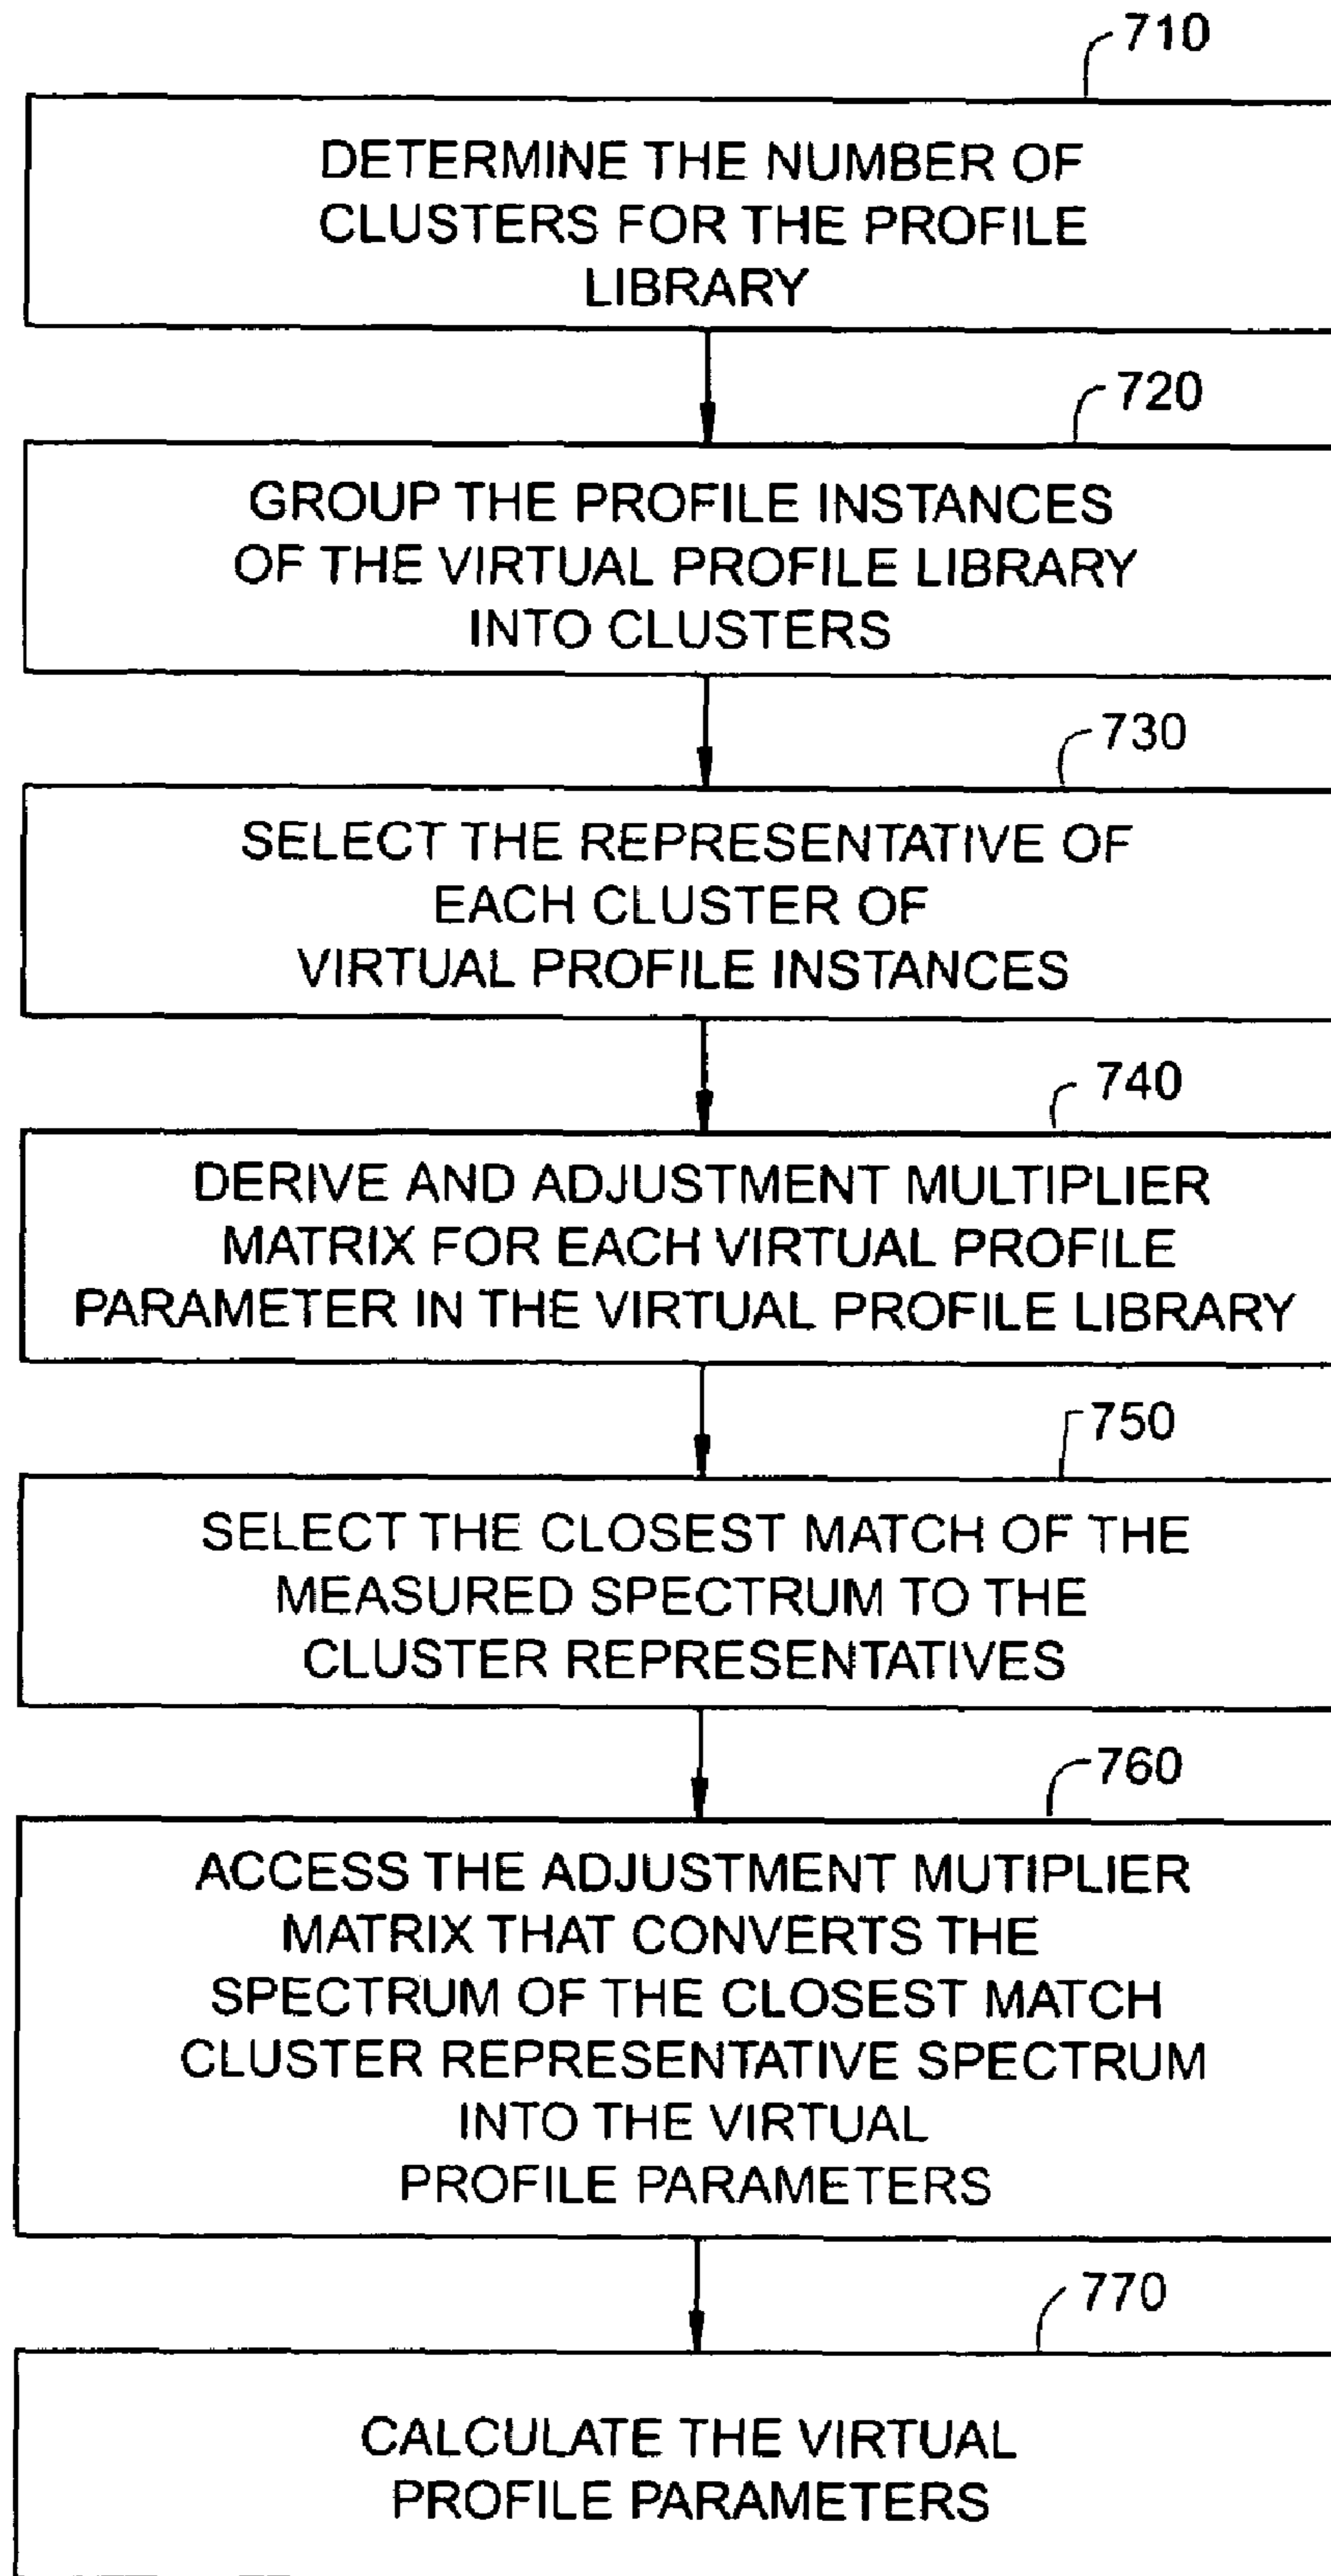 710
DETERMINE THE NUMBER OF
CLUSTERS FOR THE PROFILE
LIBRARY
720
GROUP THE PROFILE INSTANCES
OF THE VIRTUAL PROFILE LIBRARY
INTO CLUSTERS
730
SELECT THE REPRESENTATIVE OF
EACH CLUSTER OF
VIRTUAL PROFILE INSTANCES
740
DERIVE AND ADJUSTMENT MULTIPLIER
MATRIX FOR EACH VIRTUAL PROFILE
PARAMETER IN THE VIRTUAL PROFILE LIBRARY
750
SELECT THE CLOSEST MATCH OF THE
MEASURED SPECTRUM TO THE
CLUSTER REPRESENTATIVES
760
ACCESS THE ADJUSTMENT MUTIPLIER
MATRIX THAT CONVERTS THE
SPECTRUM OF THE CLOSEST MATCH
CLUSTER REPRESENTATIVE SPECTRUM
INTO THE VIRTUAL
PROFILE PARAMETERS
770
CALCULATE THE VIRTUAL
PROFILE PARAMETERS